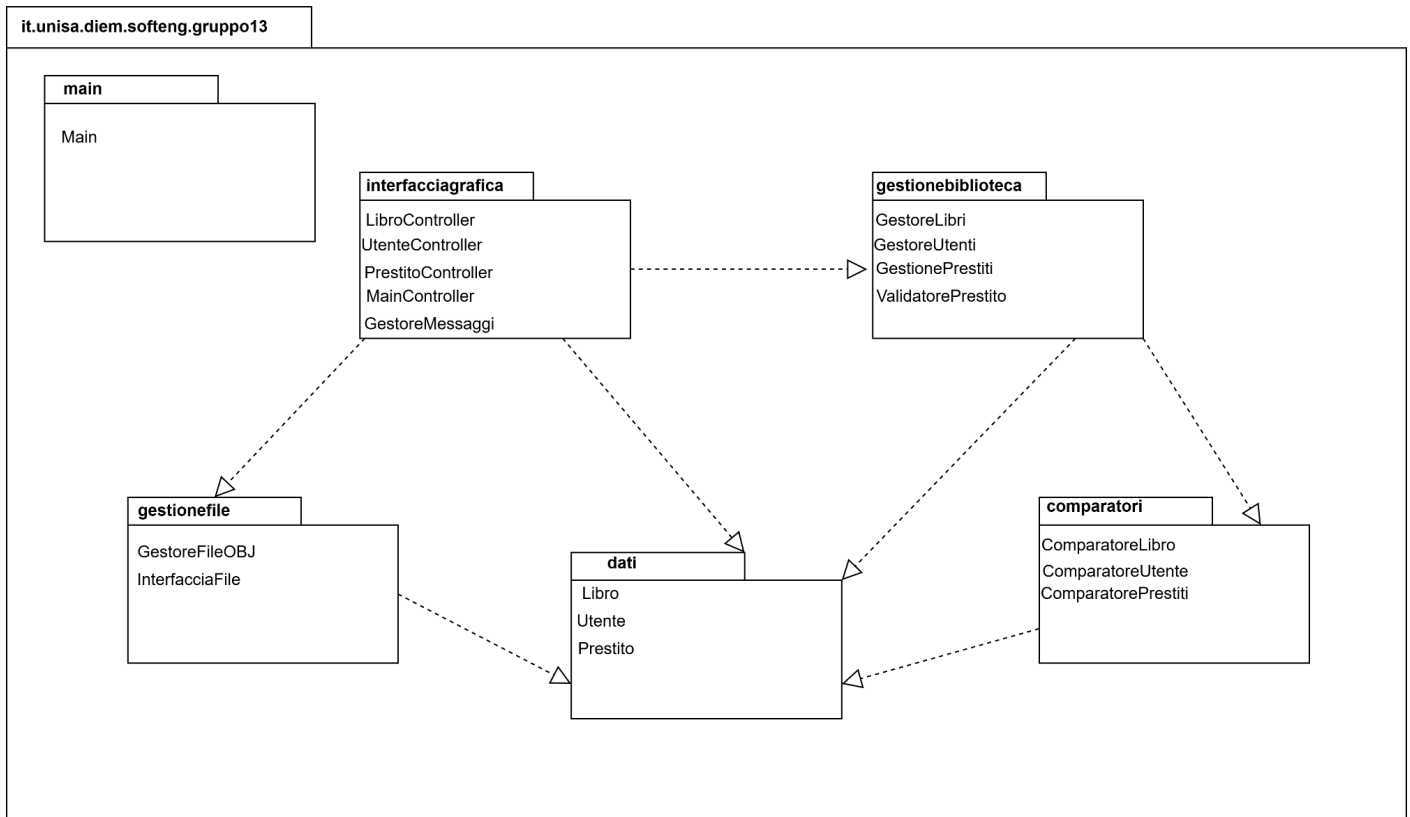 it.unisa.diem.softeng.gruppo13
main
Main
interfacciagrafica
LibroController
UtenteController
PrestitoController
MainController
GestoreMessaggi
gestionebiblioteca
GestoreLibri
GestoreUtenti
GestionePrestiti
ValidatorePrestito
gestionefile
GestoreFileOBJ
InterfacciaFile
dati
Libro
Utente
Prestito
comparatori
ComparatoreLibro
ComparatoreUtente
ComparatorePrestiti